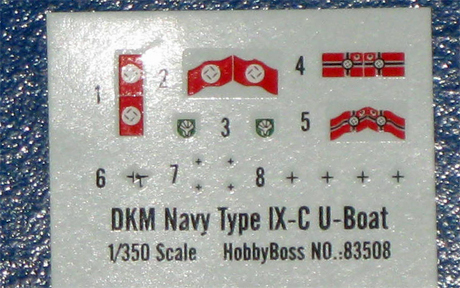 1 2 4
3 5
6 7 8
DKM Navy Type IX-C U-Boat
1/350 Scale HobbyBoss NO.:83508